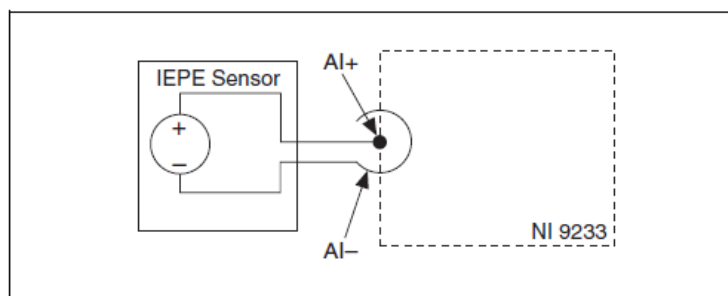 IEPE Sensor
+
–
AI+
AI–
NI 9233